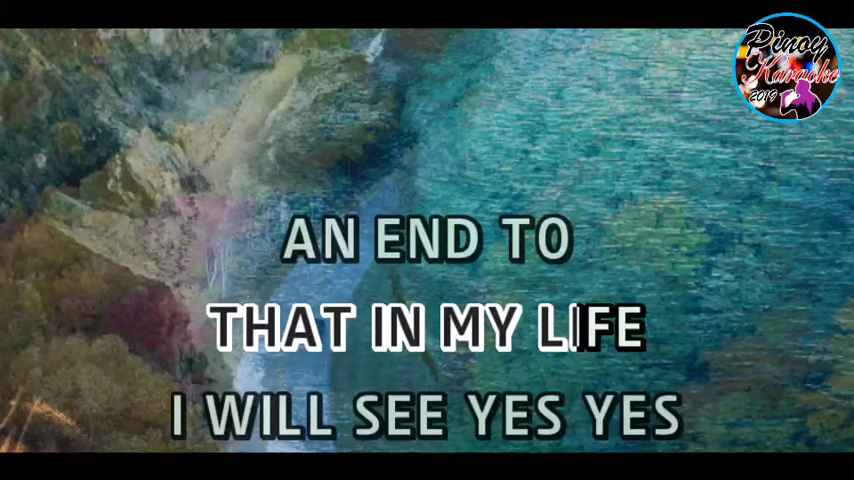 Pinoy
Karaoke
2019
AN END TO
THAT IN MY LIFE
I WILL SEE YES YES